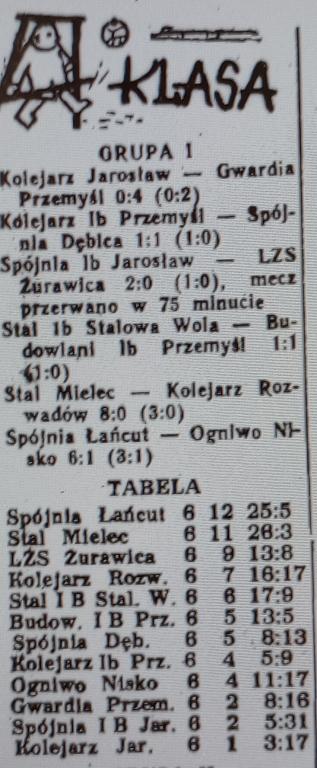 A KLASA
GRUPA 1
Kolejarz Jarosław — Gwardia
Przemyśl 0:4 (0:2)
Kolejarz Ib Przemyśl — Spój-
nia Dębica 1:1 (1:0)
Spójnia Ib Jarosław — LZS
Żurawica 2:0 (1:0), mecz
przerwano w 75 minucie
Stal Ib Stalowa Wola — Bu-
dowlani Ib Przemyśl 1:1
(1:0)
Stal Mielec — Kolejarz Roz-
wadów 8:0 (3:0)
Spójnia Łańcut — Ogniwo Ni-
sko 6:1 (3:1)
TABELA
Spójnia Łańcut 6 12 25:5
Stal Mielec 6 11 26:3
LŻS Żurawica 6 9 13:8
Kolejarz Rozw. 6 7 16:17
Stal I B Stal. W. 6 6 17:9
Budow. I B Prz. 6 5 13:5
Spójnia Dęb. 6 5 8:13
Kolejarz Ib Prz. 6 4 5:9
Ogniwo Nisko 6 4 11:17
Gwardia Przem. 6 2 8:16
Spójnia I B Jar. 6 2 5:31
Kolejarz Jar. 6 1 3:17